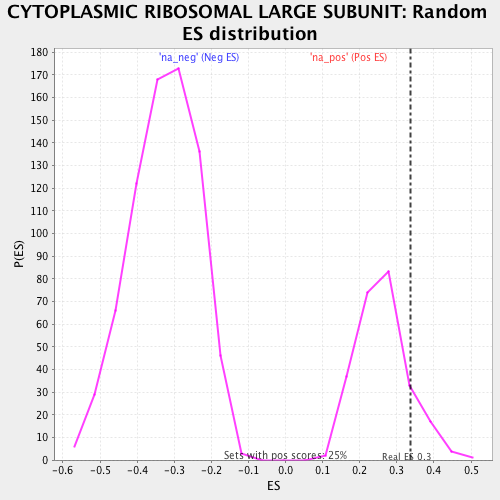 CYTOPLASMIC RIBOSOMAL LARGE SUBUNIT: Random
ES distribution
'na_neg' (Neg ES)
'na_pos' (Pos ES)
180
170
160
150
140
130
120
110
100
90
80
70
60
50
40
30
20
10
0
P(ES)
Sets with pos scores: 25%
Real ES 0.3
-0.6 -0.5 -0.4 -0.3 -0.2 -0.1 0.0 0.1 0.2 0.3 0.4 0.5
ES